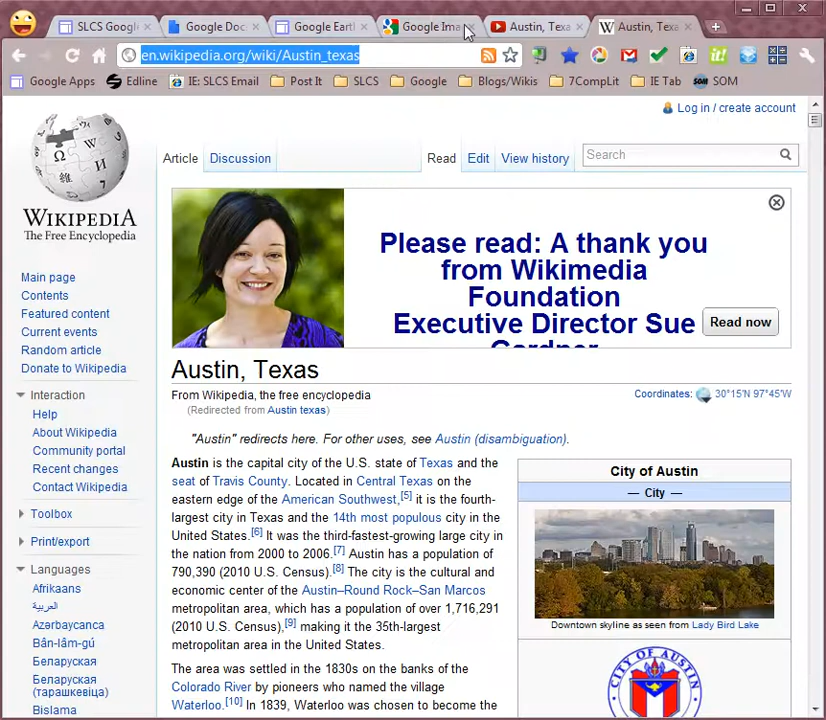 SLCS Googl
Google Doc
Google Eart
Google Ima
Austin, Texa
Austin, Texa
en.wikipedia.org/wiki/Austin_texas
Google Apps
Edline
IE: SLCS Email
Post It
SLCS
Google
Blogs/Wikis
7CompLit
IE Tab
SOM
Log in / create account
Article
Discussion
Read
Edit
View history
Search
WIKIPEDIA
The Free Encyclopedia
Main page
Contents
Featured content
Current events
Random article
Donate to Wikipedia
Interaction
Help
About Wikipedia
Community portal
Recent changes
Contact Wikipedia
Toolbox
Print/export
Languages
Afrikaans
العربية
Azərbaycanca
Bân-lâm-gú
Беларуская
Беларуская
(тарашкевіца)
Bislama
Please read: A thank you
from Wikimedia
Foundation
Executive Director Sue
Gardner
Read now
Austin, Texas
From Wikipedia, the free encyclopedia
(Redirected from Austin texas)
Coordinates: 30°15′N 97°45′W
"Austin" redirects here. For other uses, see Austin (disambiguation).
Austin is the capital city of the U.S. state of Texas and the
seat of Travis County. Located in Central Texas on the
eastern edge of the American Southwest,[5] it is the fourth-
largest city in Texas and the 14th most populous city in the
United States.[6] It was the third-fastest-growing large city in
the nation from 2000 to 2006.[7] Austin has a population of
790,390 (2010 U.S. Census).[8] The city is the cultural and
economic center of the Austin–Round Rock–San Marcos
metropolitan area, which has a population of over 1,716,291
(2010 U.S. Census),[9] making it the 35th-largest
metropolitan area in the United States.
The area was settled in the 1830s on the banks of the
Colorado River by pioneers who named the village
Waterloo.[10] In 1839, Waterloo was chosen to become the
City of Austin
— City —
Downtown skyline as seen from Lady Bird Lake
CITY OF AUSTIN